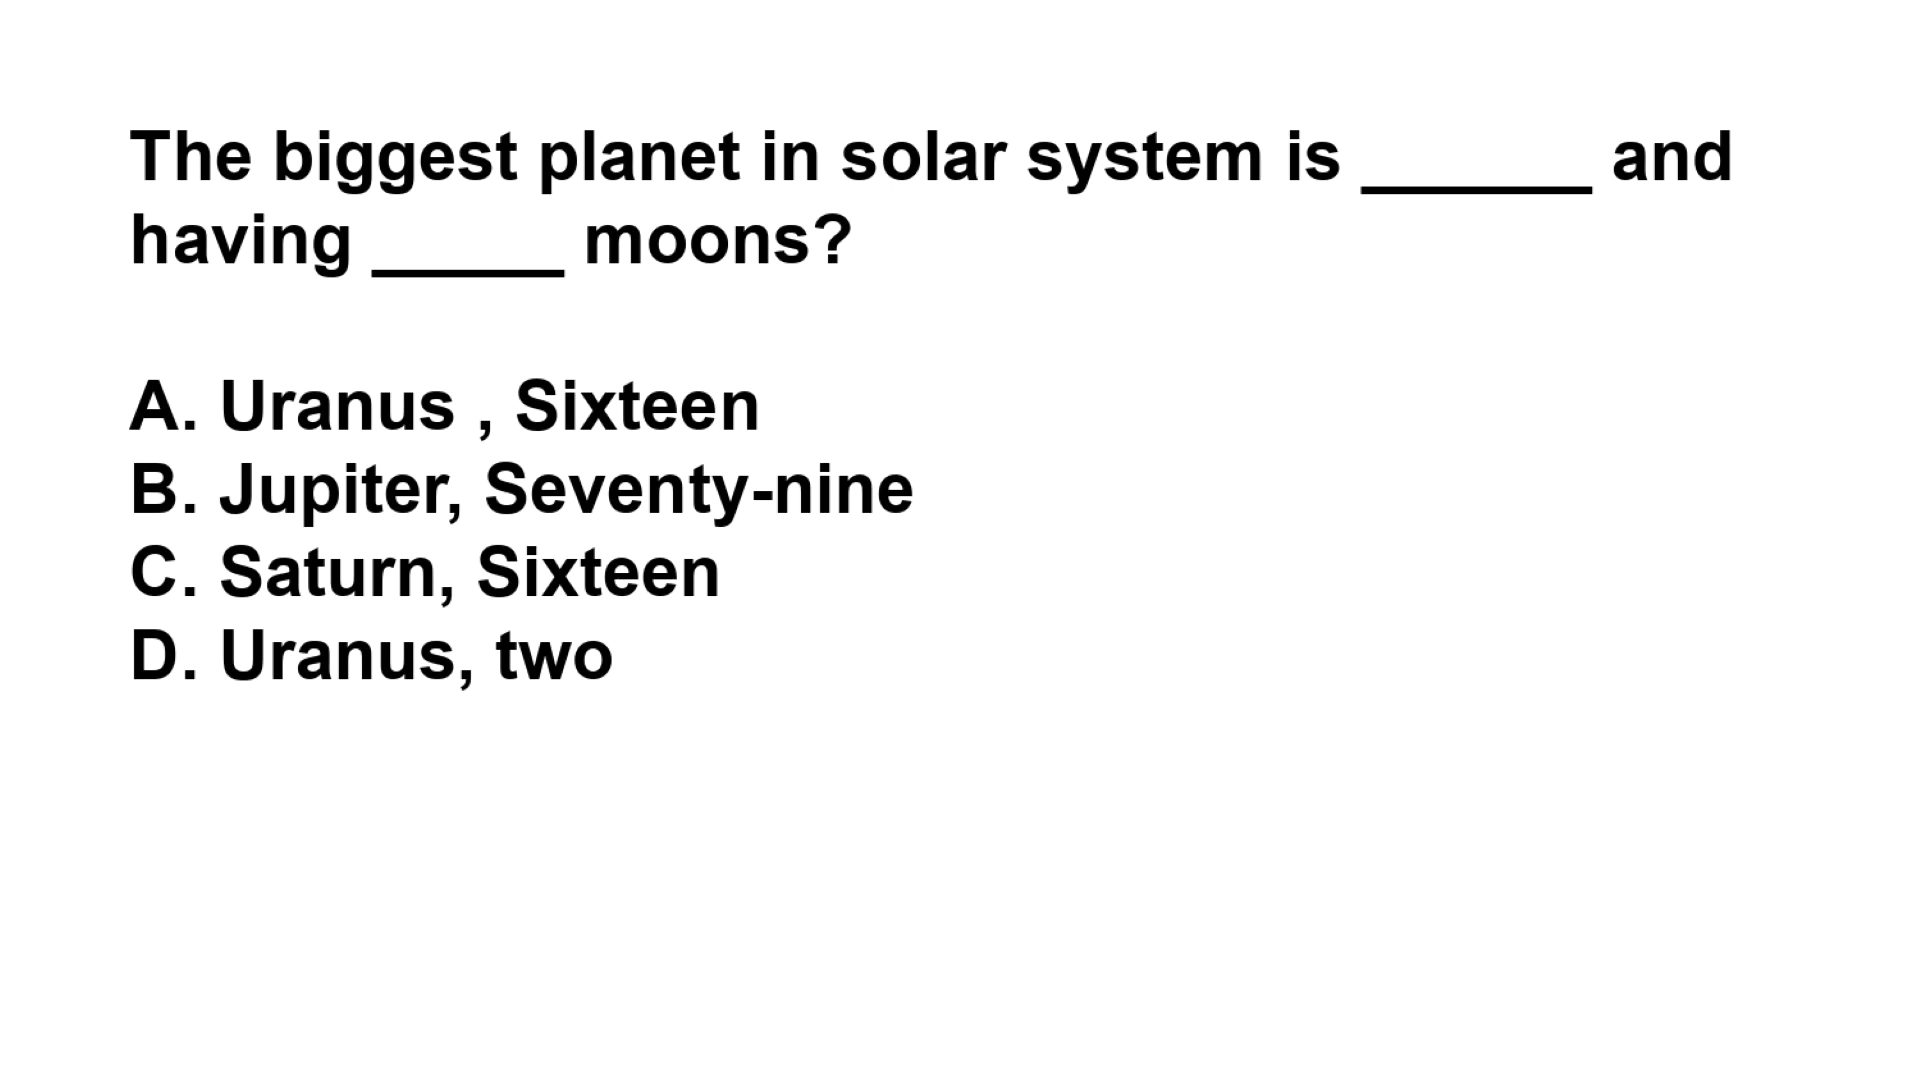 The biggest planet in solar system is ______ and
having _____ moons?
A. Uranus , Sixteen
B. Jupiter, Seventy-nine
C. Saturn, Sixteen
D. Uranus, two